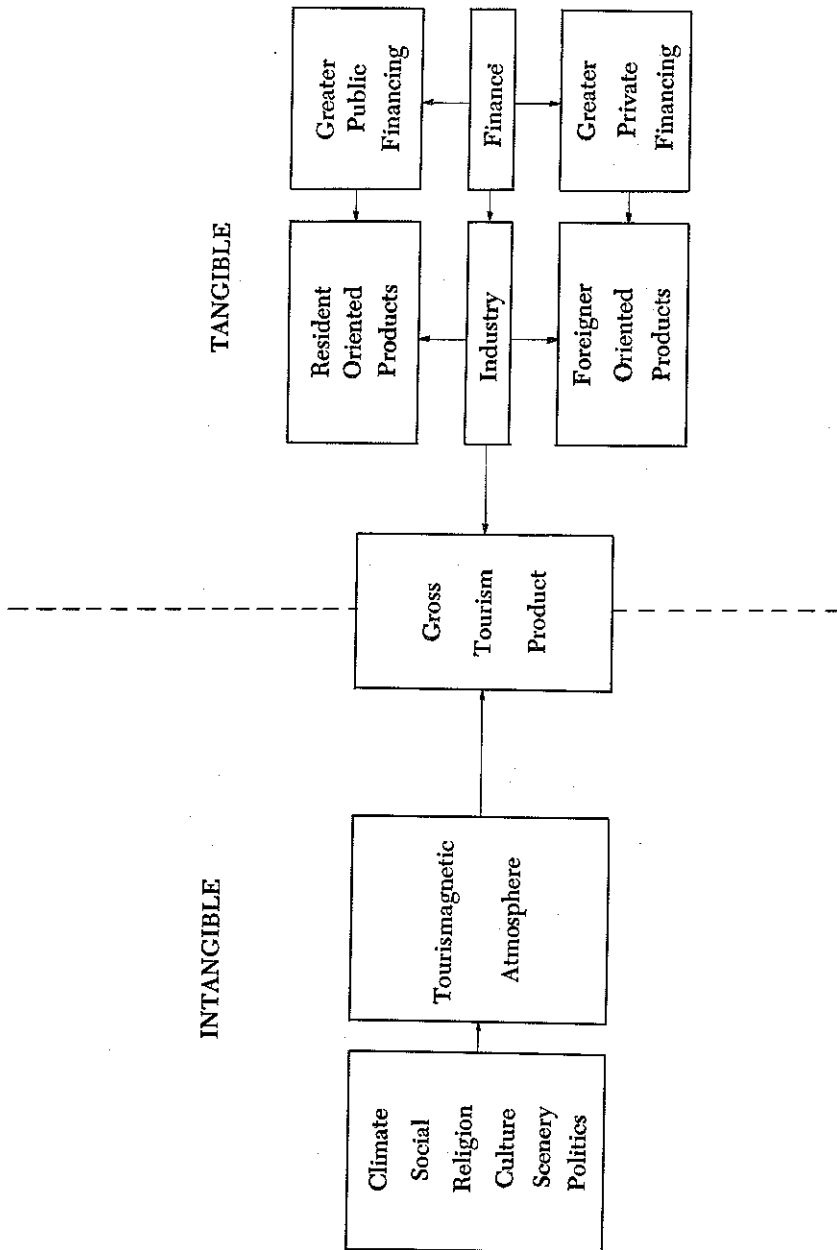 INTANGIBLE
TANGIBLE
Climate
Social
Religion
Culture
Scenery
Politics
Tourismagnetic
Atmosphere
Gross
Tourism
Product
Resident
Oriented
Products
Industry
Foreigner
Oriented
Products
Greater
Public
Financing
Finance
Greater
Private
Financing